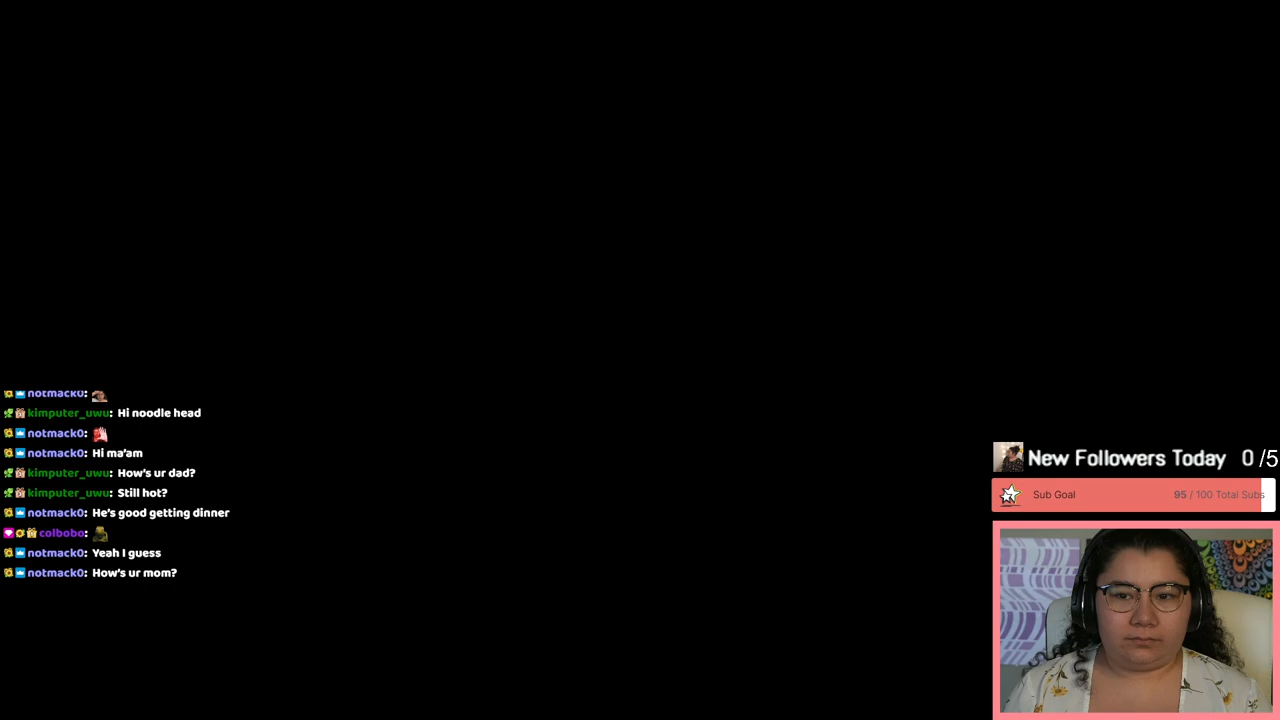 notmack0:
kimputer_uwu: Hi noodle head
notmack0:
notmack0: Hi ma'am
kimputer_uwu: How's ur dad?
kimputer_uwu: Still hot?
notmack0: He's good getting dinner
colbobo:
notmack0: Yeah I guess
notmack0: How's ur mom?
New Followers Today 0 /5
Sub Goal 95 / 100 Total Subs